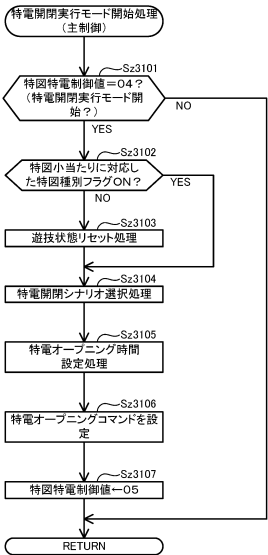 特電開閉実行モード開始処理
(主制御)
Sz3101
特図特電制御値=04?
(特電開閉実行モード開
始?)
NO
YES
Sz3102
特図小当たりに対応し
た特図種別フラグON?
YES
NO
Sz3103
遊技状態リセット処理
Sz3104
特電開閉シナリオ選択処理
Sz3105
特電オープニング時間
設定処理
Sz3106
特電オープニングコマンドを設
定
Sz3107
特図特電制御値←05
RETURN